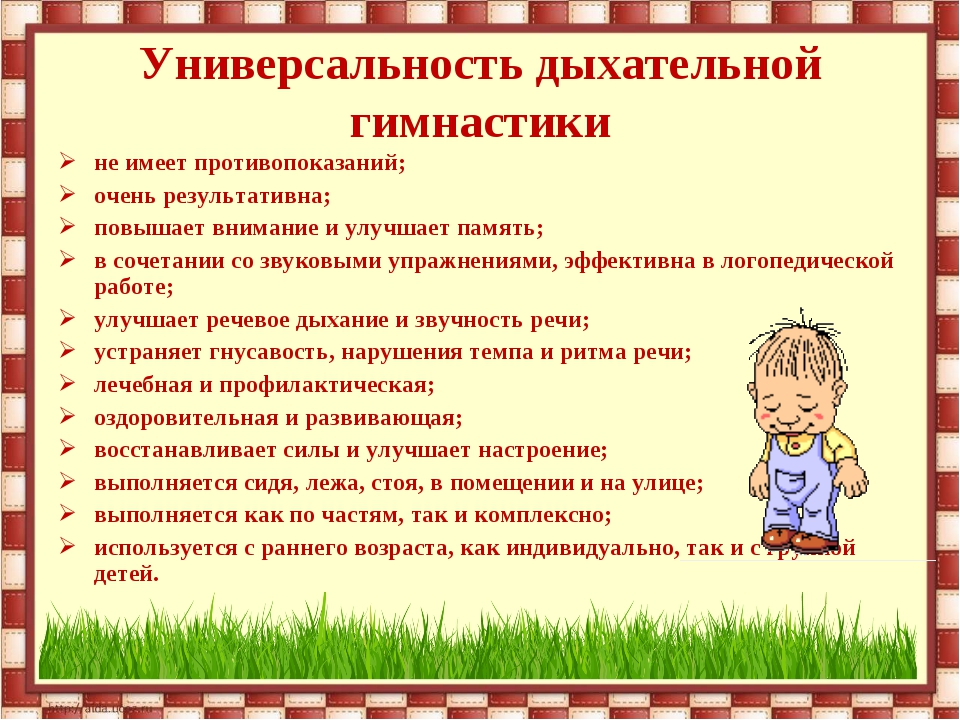 Универсальность дыхательной
гимнастики
не имеет противопоказаний;
очень результативна;
повышает внимание и улучшает память;
в сочетании со звуковыми упражнениями, эффективна в логопедической
работе;
улучшает речевое дыхание и звучность речи;
устраняет гнусавость, нарушения темпа и ритма речи;
лечебная и профилактическая;
оздоровительная и развивающая;
восстанавливает силы и улучшает настроение;
выполняется сидя, лежа, стоя, в помещении и на улице;
выполняется как по частям, так и комплексно;
используется с раннего возраста, как индивидуально, так и с группой
детей.